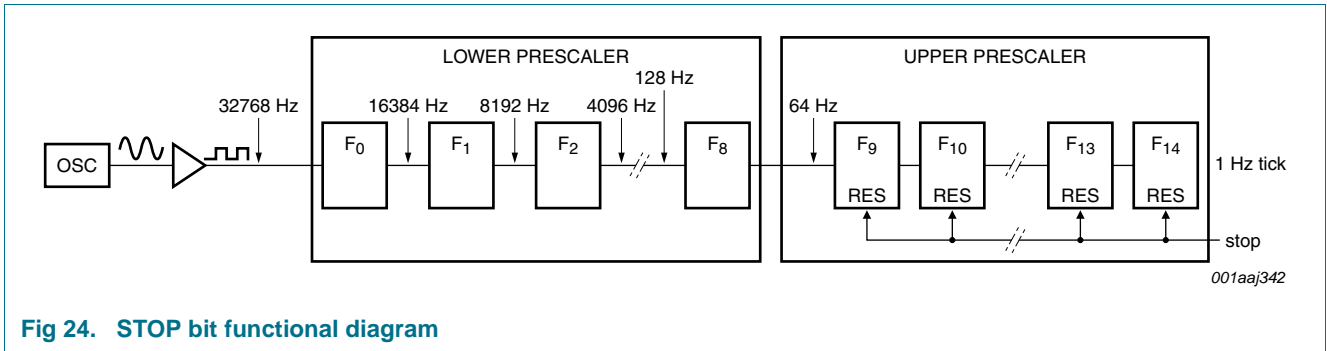 LOWER PRESCALER
UPPER PRESCALER
128 Hz
32768 Hz
16384 Hz
8192 Hz
4096 Hz
64 Hz
OSC
F0
F1
F2
F8
F9
F10
F13
F14
1 Hz tick
RES
RES
RES
RES
stop
001aaj342
Fig 24. STOP bit functional diagram